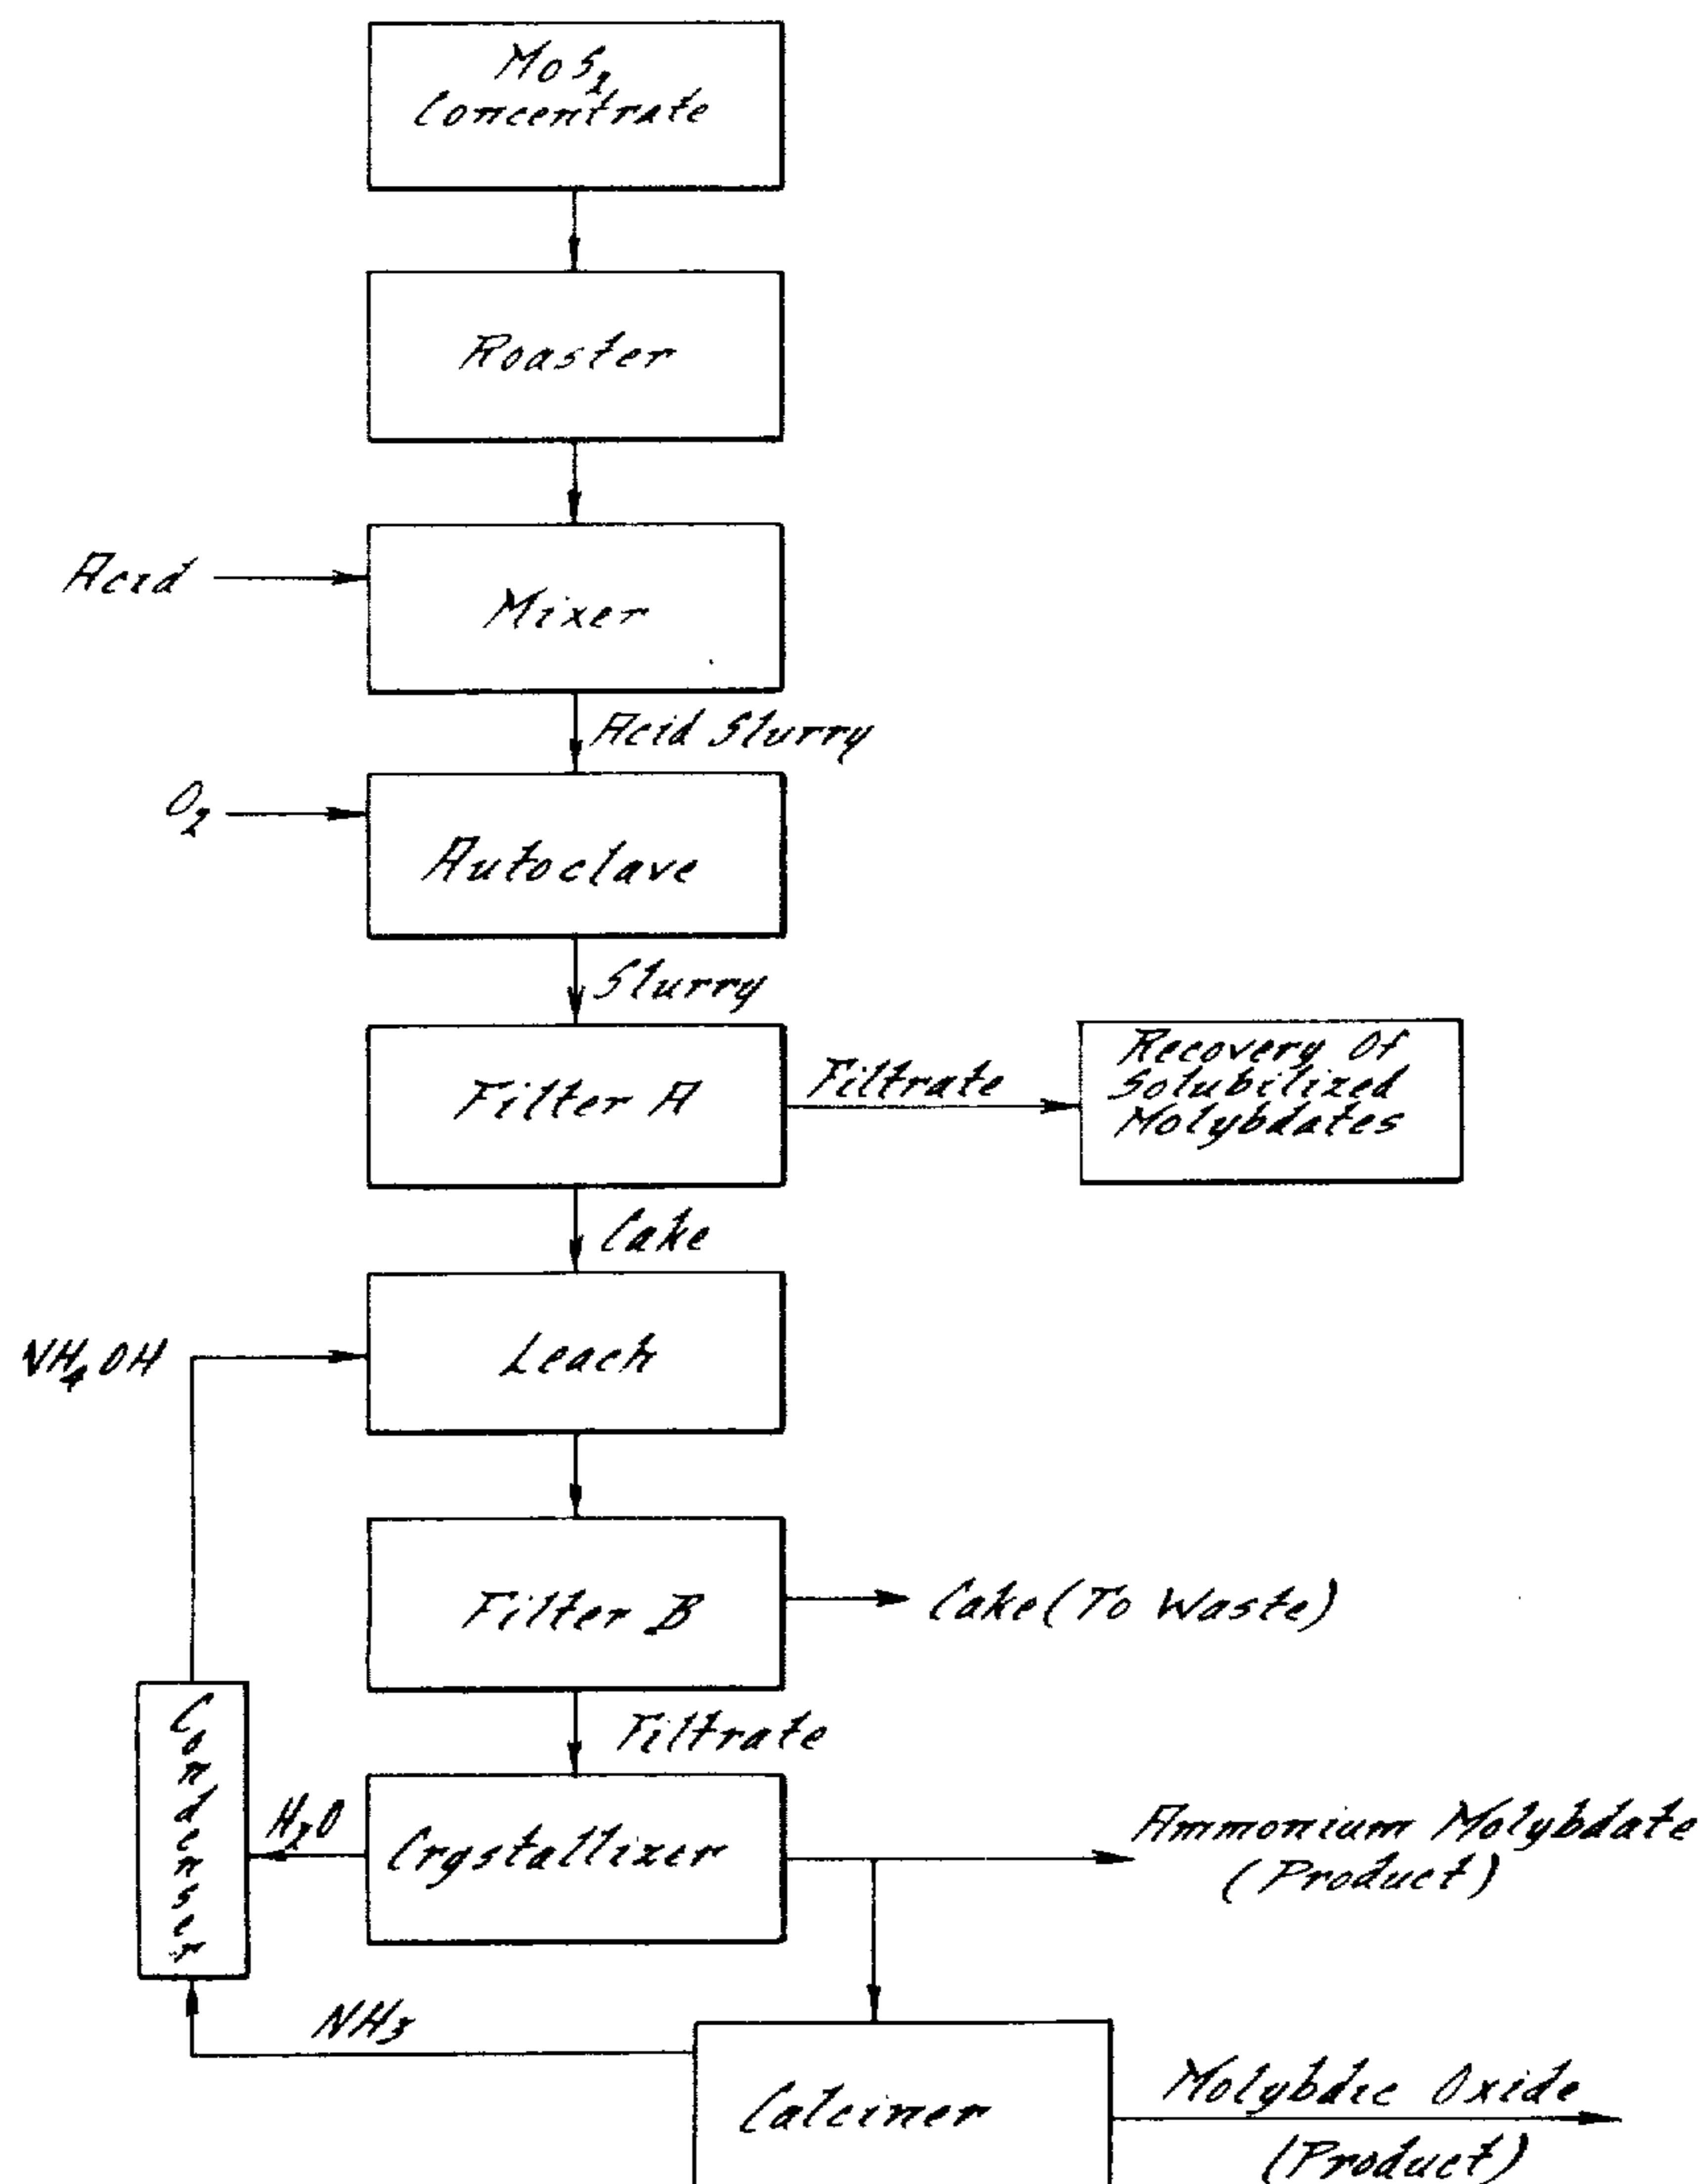 MoS2
Concentrate
Roaster
Acid
Mixer
Acid Slurry
O2
Autoclave
Slurry
Filter A
Filtrate
Recovery Of
Solubilized
Molybdates
Cake
NH4OH
Leach
Filter B
Cake (To Waste)
Filtrate
Condenser
H2O
Crystallizer
Ammonium Molybdate
(Product)
NH3
Calciner
Molybdic Oxide
(Product)